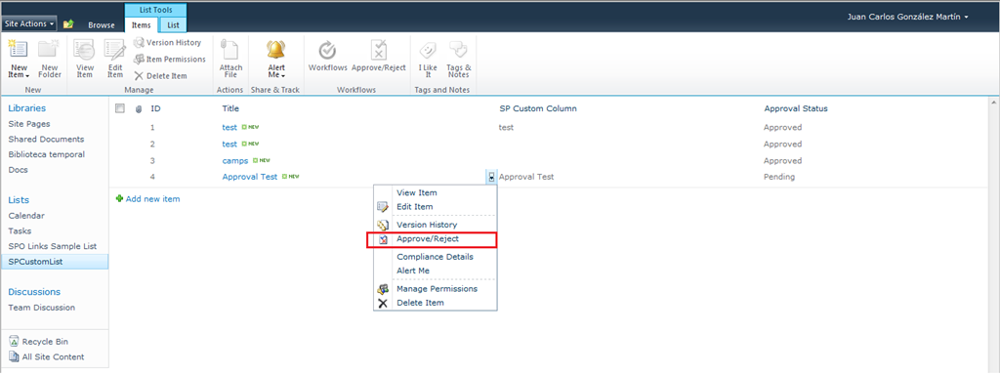 List Tools
Site Actions Browse Items List
Juan Carlos González Martín
New Item New Folder View Item Edit Item Version History Item Permissions Delete Item Attach File Alert Me Workflows Approve/Reject I Like It Tags & Notes
New Manage Actions Share & Track Workflows Tags and Notes
Libraries
Site Pages
Shared Documents
Biblioteca temporal
Docs
Lists
Calendar
Tasks
SPO Links Sample List
SPCustomList
Discussions
Team Discussion
Recycle Bin
All Site Content
ID Title SP Custom Column Approval Status
1 test NEW test Approved
2 test NEW Approved
3 camps NEW Approved
4 Approval Test NEW Approval Test Pending
Add new item
View Item
Edit Item
Version History
Approve/Reject
Compliance Details
Alert Me
Manage Permissions
Delete Item